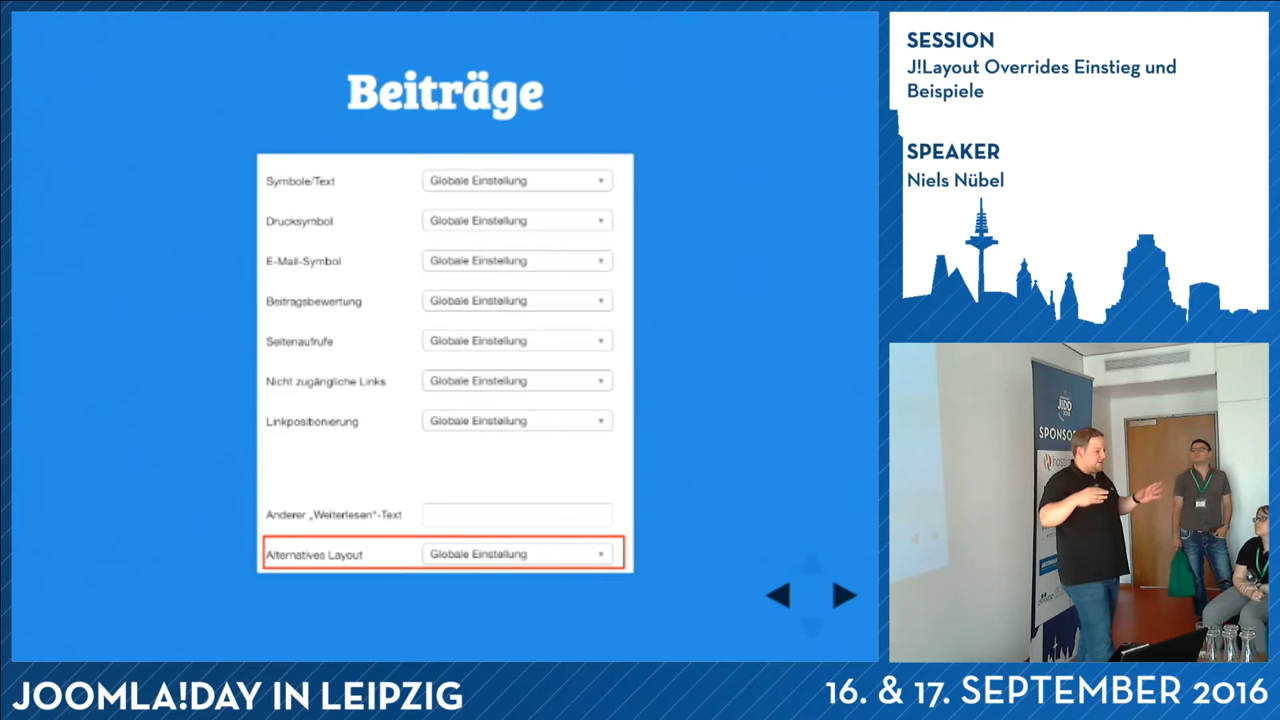 Beiträge
Symbole/Text Globale Einstellung
Drucksymbol Globale Einstellung
E-Mail-Symbol Globale Einstellung
Beitragsbewertung Globale Einstellung
Seitenaufrufe Globale Einstellung
Nicht zugängliche Links Globale Einstellung
Linkpositionierung Globale Einstellung
Anderer „Weiterlesen“-Text
Alternatives Layout Globale Einstellung
SESSION
J!Layout Overrides Einstieg und
Beispiele
SPEAKER
Niels Nübel
SPONSO
JOOMLA!DAY IN LEIPZIG
16. & 17. SEPTEMBER 2016